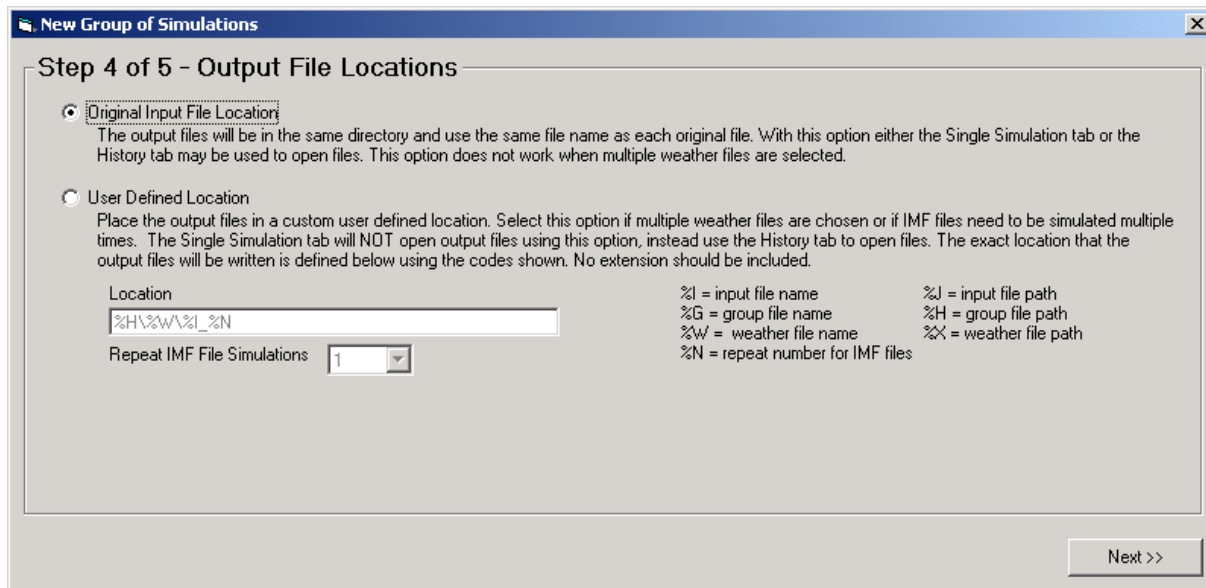 New Group of Simulations
Step 4 of 5 - Output File Locations
Original Input File Location
The output files will be in the same directory and use the same file name as each original file. With this option either the Single Simulation tab or the
History tab may be used to open files. This option does not work when multiple weather files are selected.
User Defined Location
Place the output files in a custom user defined location. Select this option if multiple weather files are chosen or if IMF files need to be simulated multiple
times. The Single Simulation tab will NOT open output files using this option, instead use the History tab to open files. The exact location that the
output files will be written is defined below using the codes shown. No extension should be included.
Location
%H\%W\%I_%N
Repeat IMF File Simulations 1
%I = input file name %J = input file path
%G = group file name %H = group file path
%W = weather file name %X = weather file path
%N = repeat number for IMF files
Next >>